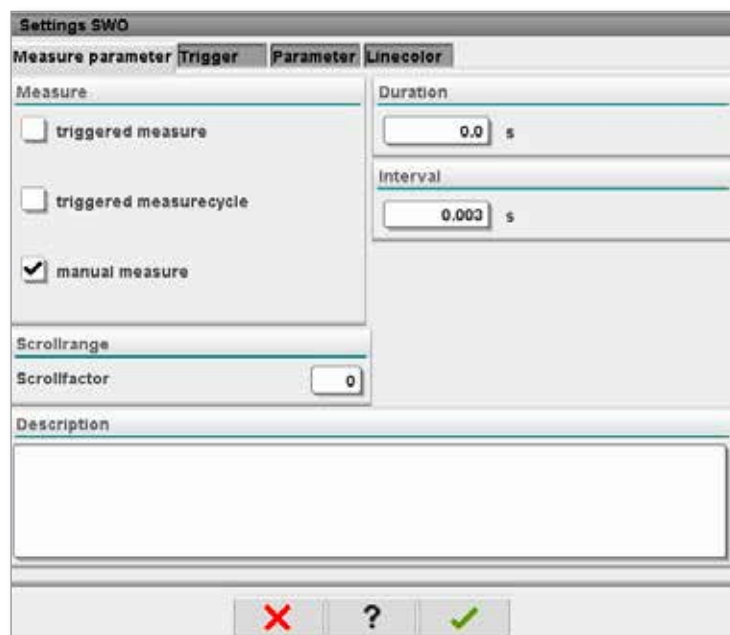 Settings SWO
Measure parameter Trigger Parameter Linecolor
Measure
triggered measure
triggered measurecycle
manual measure
Duration
0.0 s
Interval
0.003 s
Scrollrange
Scrollfactor 0
Description
?